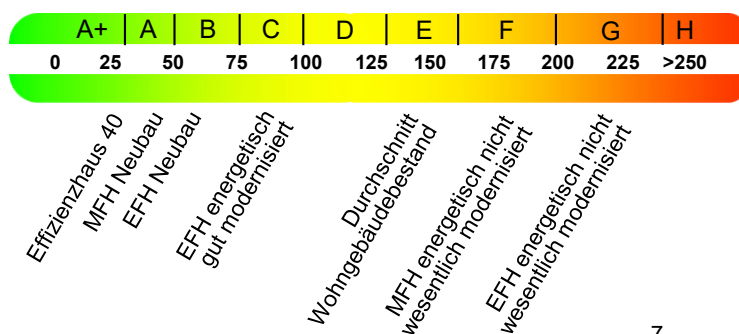 A+ A B C D E F G H
0 25 50 75 100 125 150 175 200 225 >250
Effizienzhaus 40
MFH Neubau
EFH Neubau
EFH energetisch
gut modernisiert
Durchschnitt
Wohngebäudebestand
MFH energetisch nicht
wesentlich modernisiert
EFH energetisch nicht
wesentlich modernisiert
7